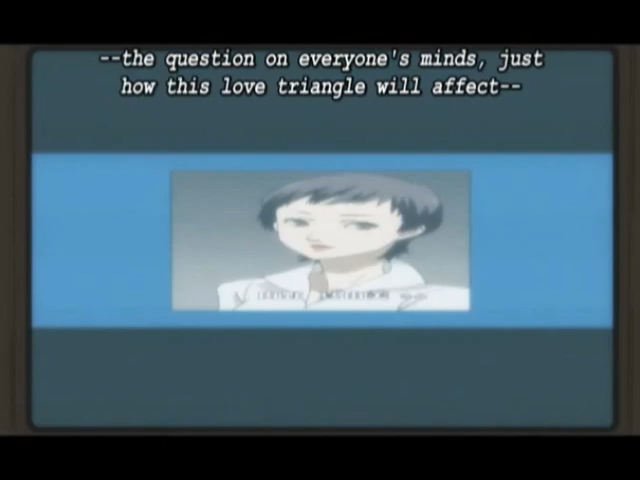 --the question on everyone's minds, just
how this love triangle will affect--